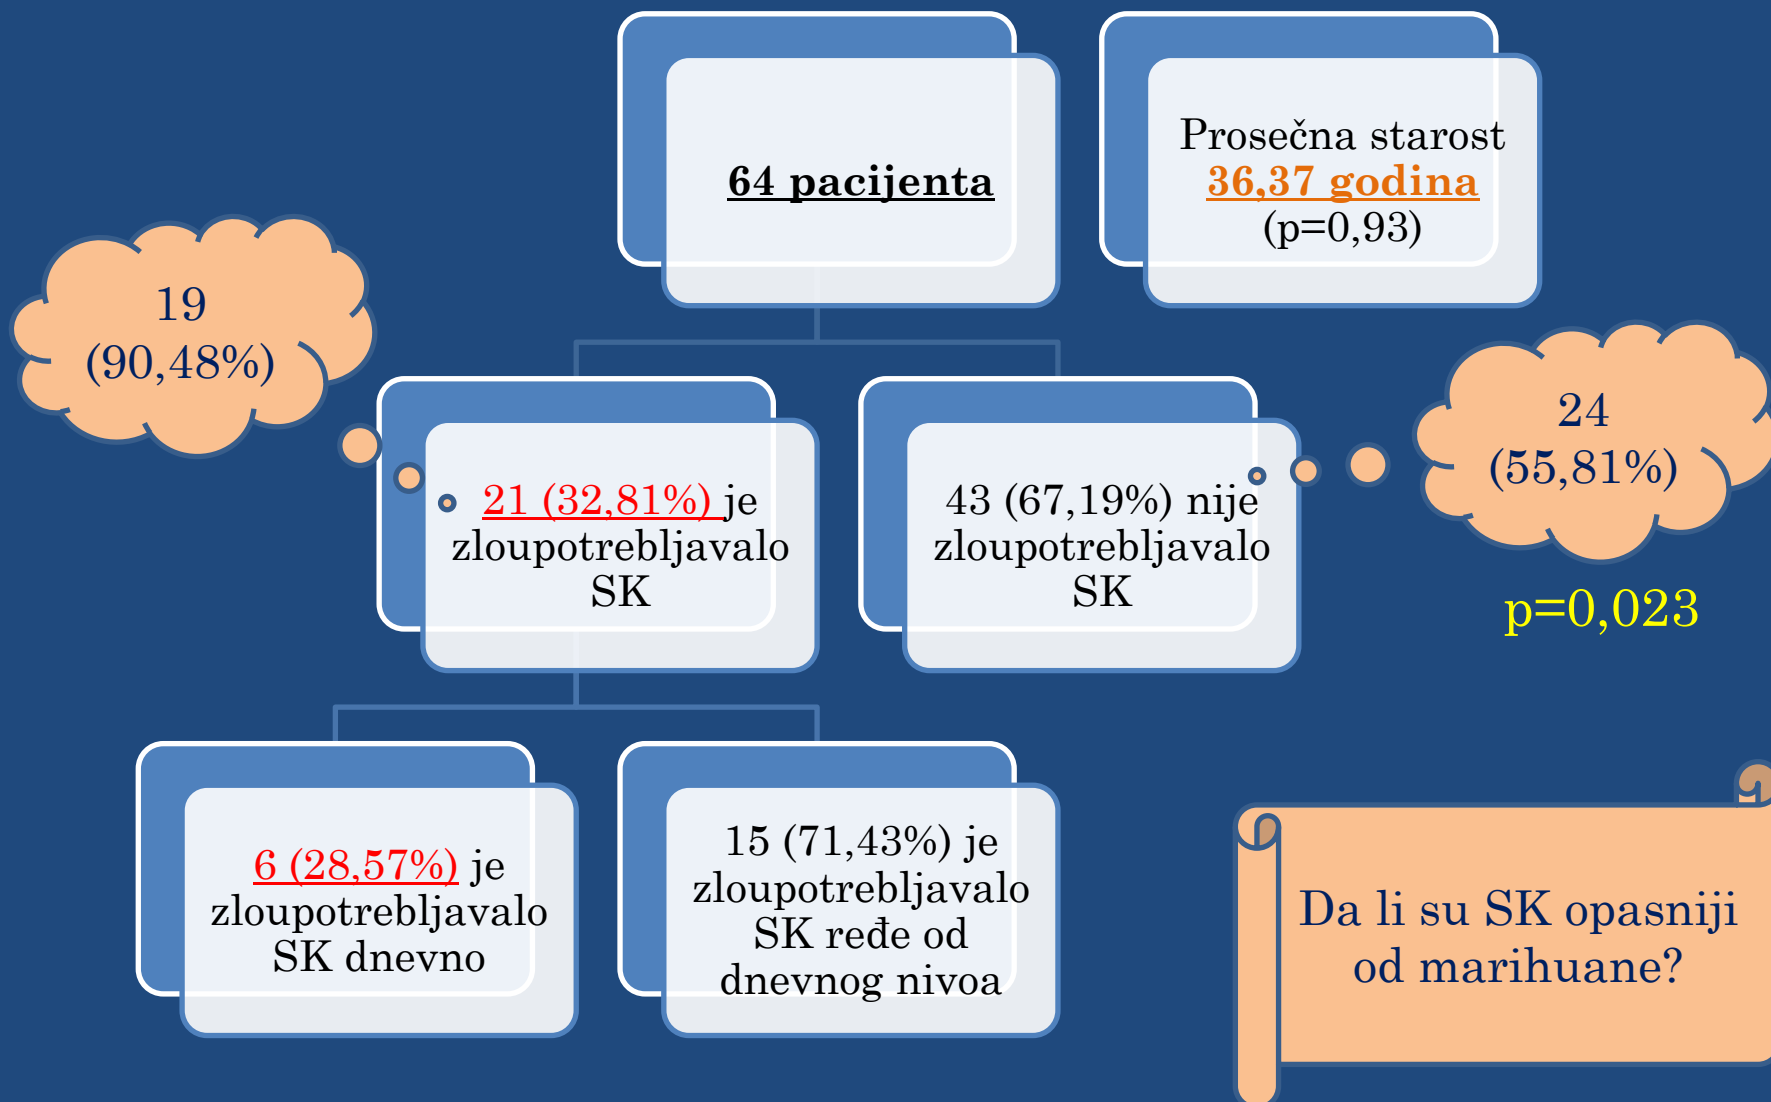 64 pacijenta
Prosečna starost
36,37 godina
(p=0,93)
19
(90,48%)
21 (32,81%) je
zloupotrebljavalo
SK
43 (67,19%) nije
zloupotrebljavalo
SK
24
(55,81%)
p=0,023
6 (28,57%) je
zloupotrebljavalo
SK dnevno
15 (71,43%) je
zloupotrebljavalo
SK ređe od
dnevnog nivoa
Da li su SK opasniji
od marihuane?